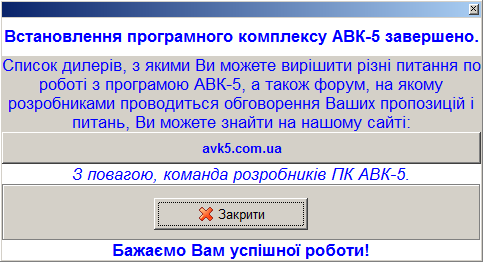 Встановлення програмного комплексу АВК-5 завершено.
Список дилерів, з якими Ви можете вирішити різні питання по
роботі з програмою АВК-5, а також форум, на якому
розробниками проводиться обговорення Ваших пропозицій і
питань, Ви можете знайти на нашому сайті:
avk5.com.ua
З повагою, команда розробників ПК АВК-5.
Закрити
Бажаємо Вам успішної роботи!